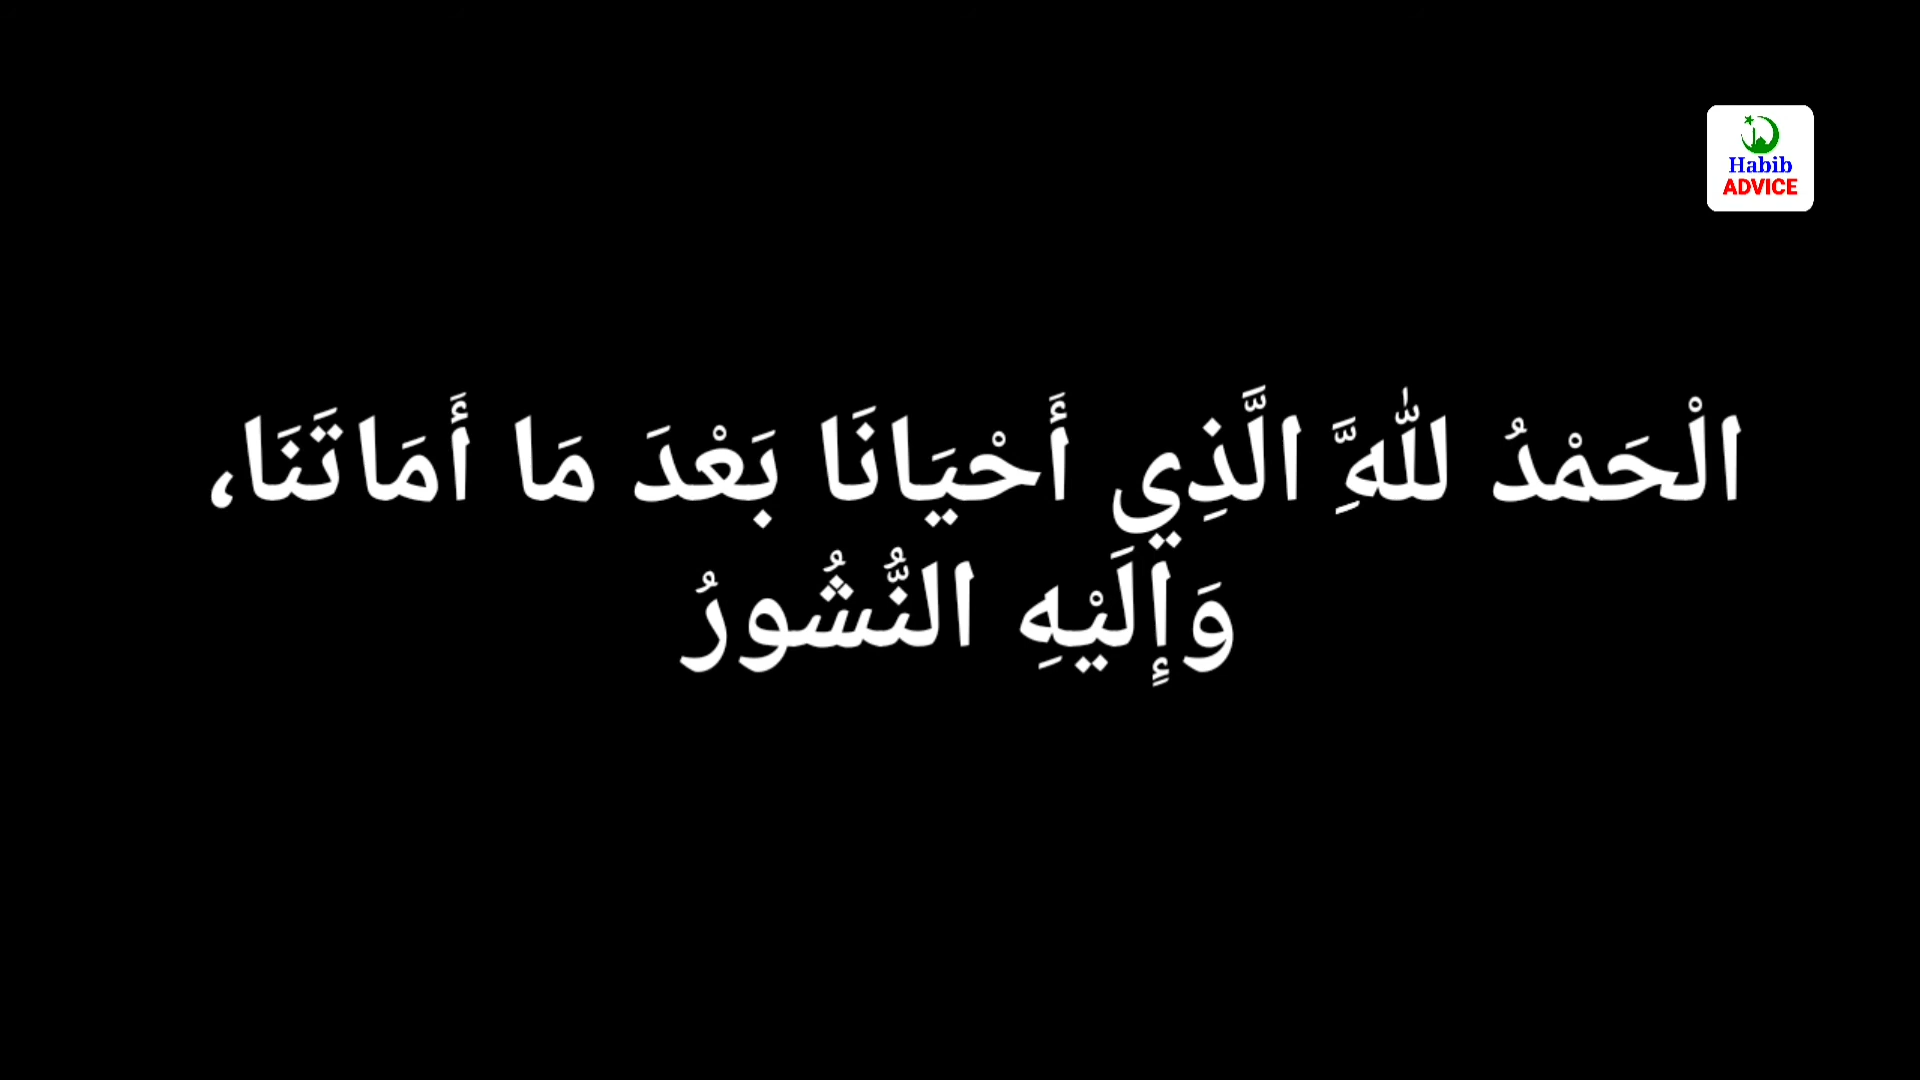 Habib
ADVICE
الْحَمْدُ للهَِّ الَّذِي أَحْيَانَا بَعْدَ مَا أَمَاتَنَا،
وَإِلَيْهِ النُّشُورُ